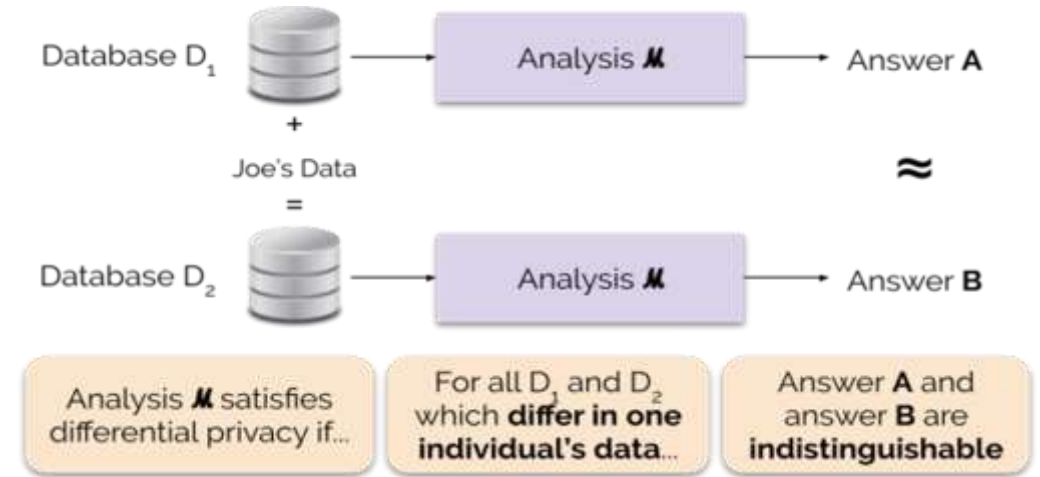 Database D₁
Analysis 𝓜
Answer A
+
Joe's Data
≈
=
Database D₂
Analysis 𝓜
Answer B
Analysis 𝓜 satisfies
differential privacy if...
For all D₁ and D₂
which differ in one
individual's data...
Answer A and
answer B are
indistinguishable